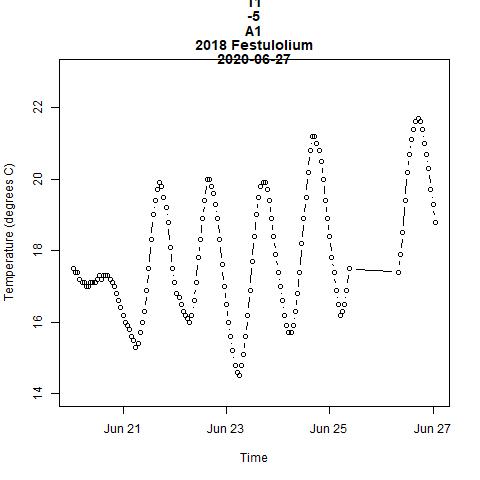 T1
-5
A1
2018 Festulolium
2020-06-27
Temperature (degrees C)
22
20
18
16
14
Jun 21
Jun 23
Jun 25
Jun 27
Time